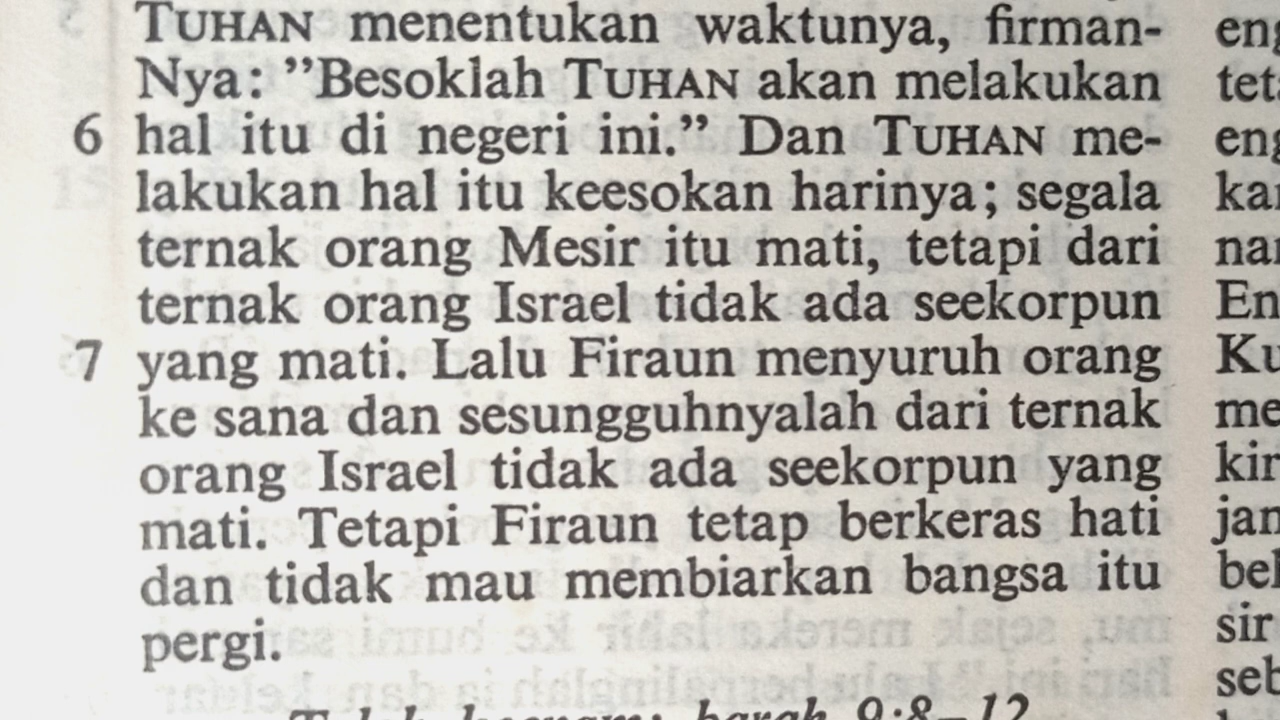 TUHAN menentukan waktunya, firman-
Nya: ”Besoklah TUHAN akan melakukan
6 hal itu di negeri ini.” Dan TUHAN me-
lakukan hal itu keesokan harinya; segala
ternak orang Mesir itu mati, tetapi dari
ternak orang Israel tidak ada seekorpun
7 yang mati. Lalu Firaun menyuruh orang
ke sana dan sesungguhnyalah dari ternak
orang Israel tidak ada seekorpun yang
mati. Tetapi Firaun tetap berkeras hati
dan tidak mau membiarkan bangsa itu
pergi.
9:8–12